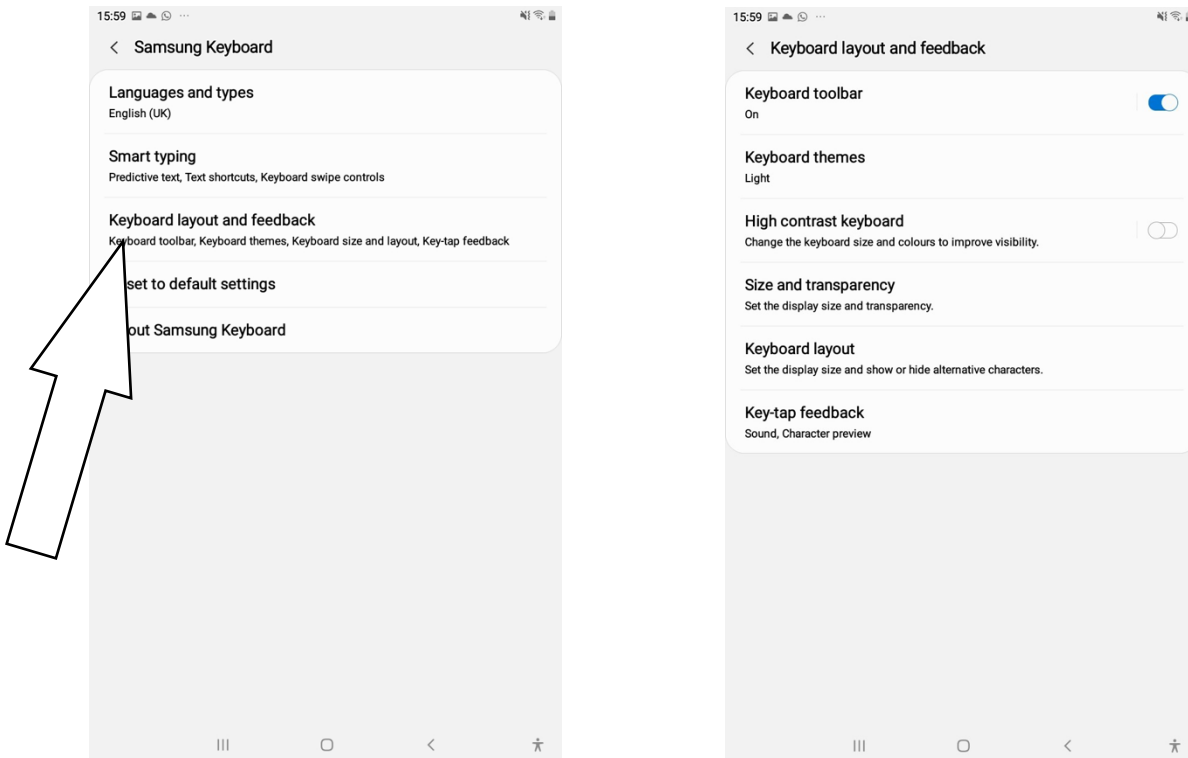 15:59
Samsung Keyboard
Languages and types
English (UK)
Smart typing
Predictive text, Text shortcuts, Keyboard swipe controls
Keyboard layout and feedback
Keyboard toolbar, Keyboard themes, Keyboard size and layout, Key-tap feedback
set to default settings
out Samsung Keyboard
15:59
Keyboard layout and feedback
Keyboard toolbar
On
Keyboard themes
Light
High contrast keyboard
Change the keyboard size and colours to improve visibility.
Size and transparency
Set the display size and transparency.
Keyboard layout
Set the display size and show or hide alternative characters.
Key-tap feedback
Sound, Character preview